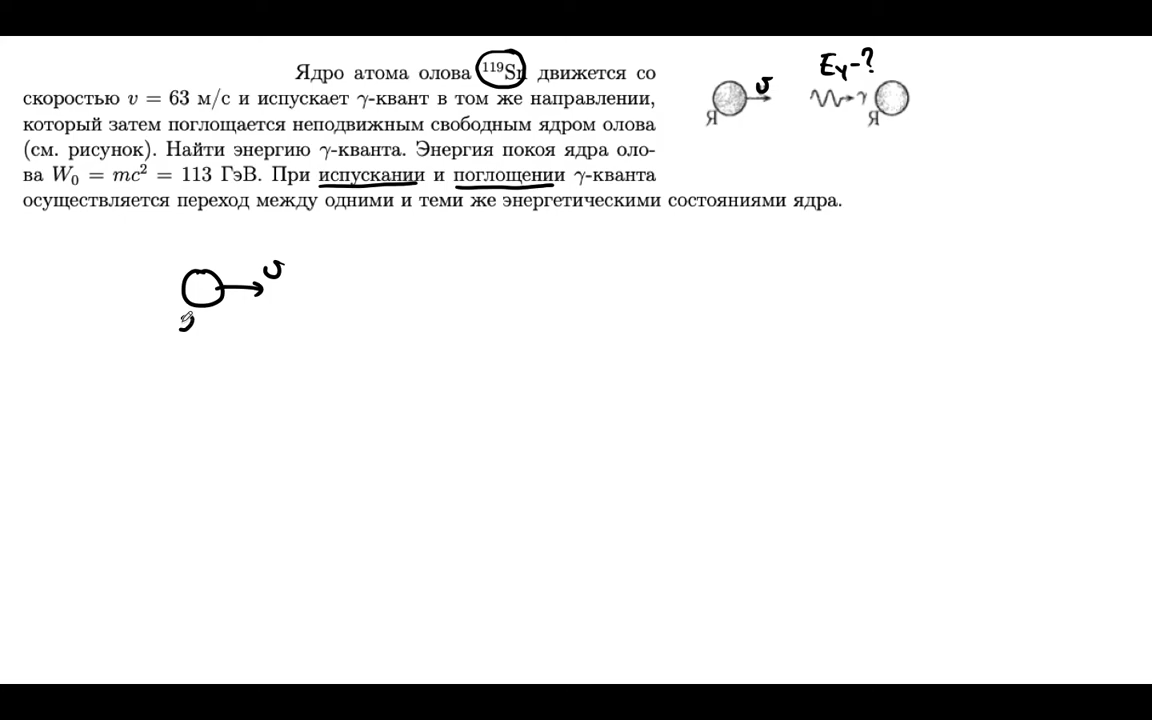 Ядро атома олова ¹¹⁹Sn движется со
скоростью v = 63 м/с и испускает γ-квант в том же направлении,
который затем поглощается неподвижным свободным ядром олова
(см. рисунок). Найти энергию γ-кванта. Энергия покоя ядра оло-
ва W₀ = mc² = 113 ГэВ. При испускании и поглощении γ-кванта
осуществляется переход между одними и теми же энергетическими состояниями ядра.
Eγ-?
υ
γ
Я
Я
υ